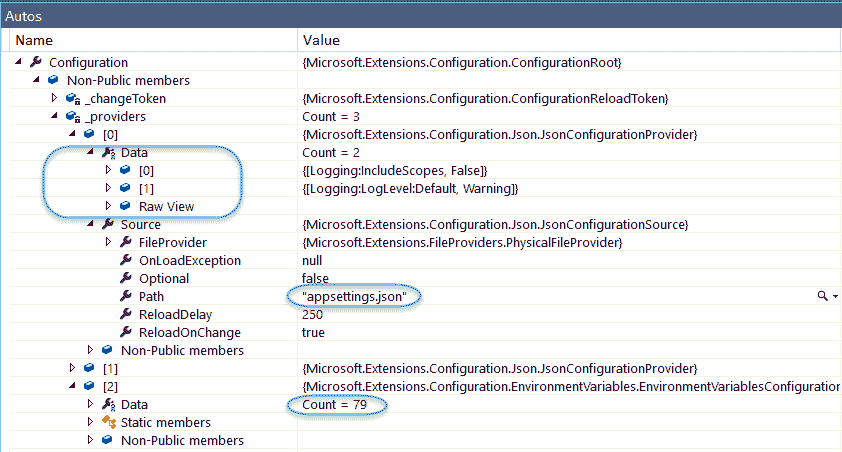 Autos
Name Value
Configuration {Microsoft.Extensions.Configuration.ConfigurationRoot}
Non-Public members
_changeToken {Microsoft.Extensions.Configuration.ConfigurationReloadToken}
_providers Count = 3
[0] {Microsoft.Extensions.Configuration.Json.JsonConfigurationProvider}
Data Count = 2
[0] {[Logging:IncludeScopes, False]}
[1] {[Logging:LogLevel:Default, Warning]}
Raw View
Source {Microsoft.Extensions.Configuration.Json.JsonConfigurationSource}
FileProvider {Microsoft.Extensions.FileProviders.PhysicalFileProvider}
OnLoadException null
Optional false
Path "appsettings.json"
ReloadDelay 250
ReloadOnChange true
Non-Public members
[1] {Microsoft.Extensions.Configuration.Json.JsonConfigurationProvider}
[2] {Microsoft.Extensions.Configuration.EnvironmentVariables.EnvironmentVariablesConfiguration
Data Count = 79
Static members
Non-Public members